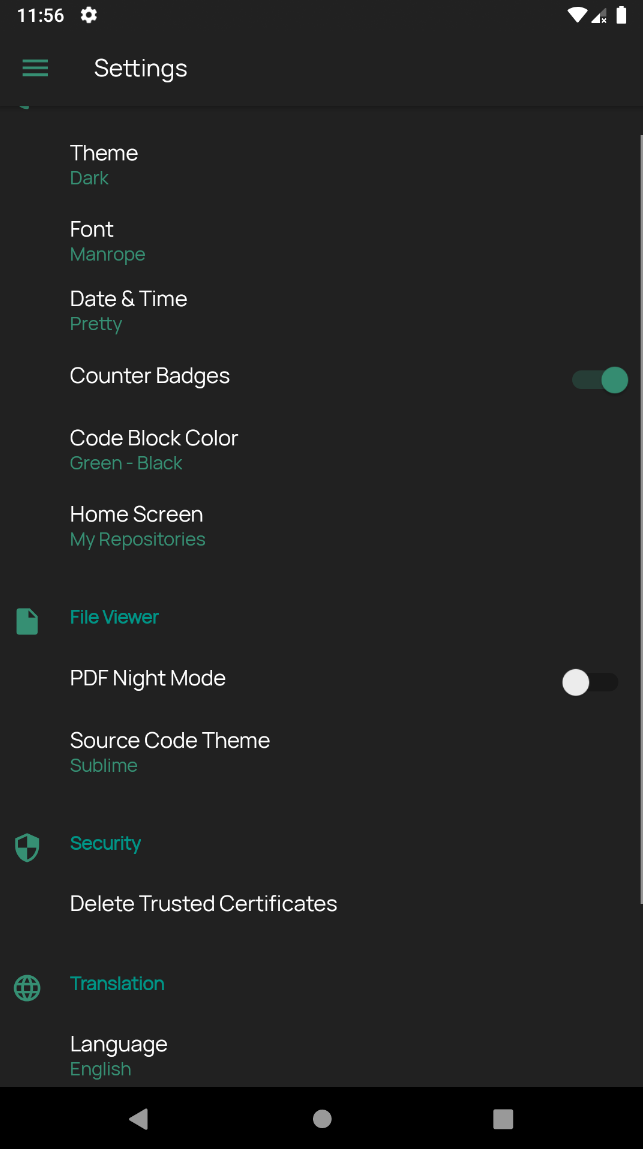 11:56
Settings
Theme
Dark
Font
Manrope
Date & Time
Pretty
Counter Badges
Code Block Color
Green - Black
Home Screen
My Repositories
File Viewer
PDF Night Mode
Source Code Theme
Sublime
Security
Delete Trusted Certificates
Translation
Language
English